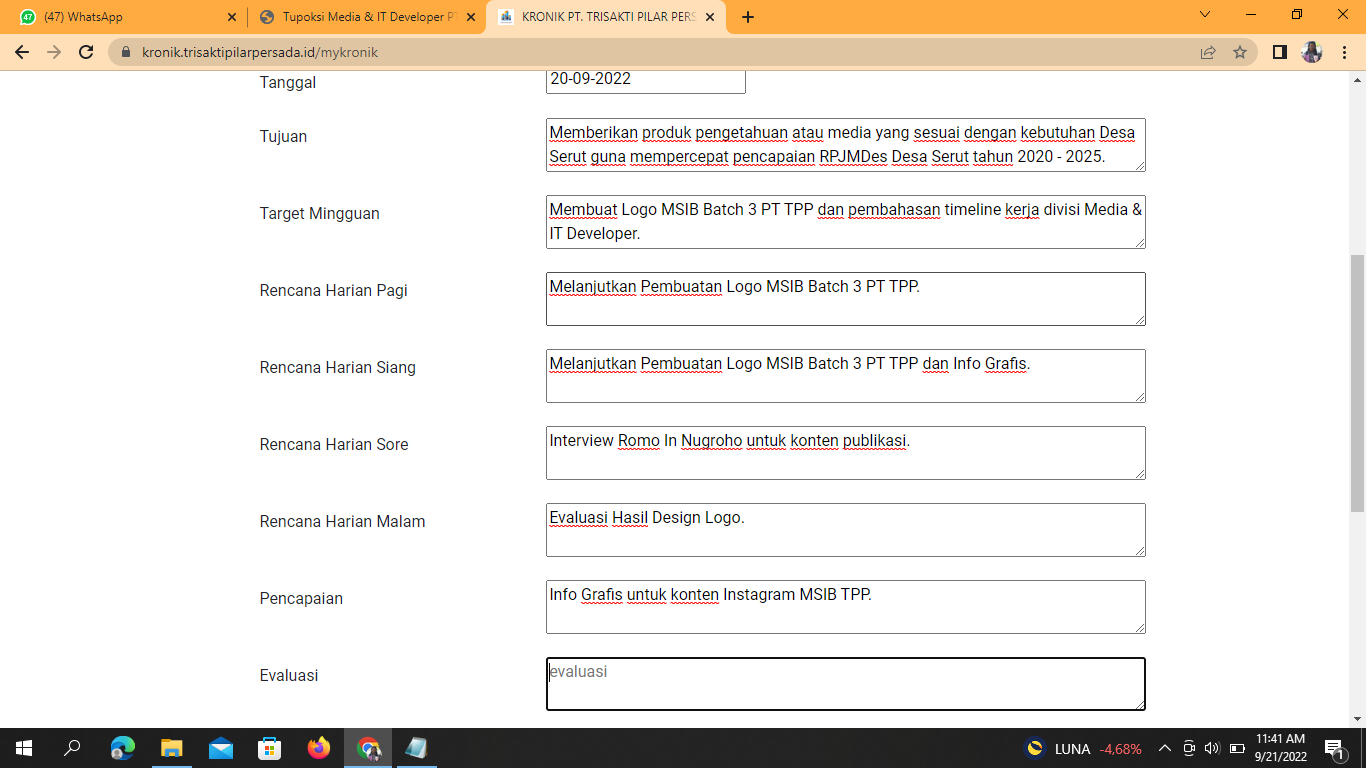 (47) WhatsApp
Tupoksi Media & IT Developer PT
KRONIK PT. TRISAKTI PILAR PERS
kronik.trisaktipilarpersada.id/mykronik
Tanggal
20-09-2022
Tujuan
Memberikan produk pengetahuan atau media yang sesuai dengan kebutuhan Desa
Serut guna mempercepat pencapaian RPJMDes Desa Serut tahun 2020 - 2025.
Target Mingguan
Membuat Logo MSIB Batch 3 PT TPP dan pembahasan timeline kerja divisi Media &
IT Developer.
Rencana Harian Pagi
Melanjutkan Pembuatan Logo MSIB Batch 3 PT TPP.
Rencana Harian Siang
Melanjutkan Pembuatan Logo MSIB Batch 3 PT TPP dan Info Grafis.
Rencana Harian Sore
Interview Romo In Nugroho untuk konten publikasi.
Rencana Harian Malam
Evaluasi Hasil Design Logo.
Pencapaian
Info Grafis untuk konten Instagram MSIB TPP.
Evaluasi
evaluasi
LUNA -4,68%
11:41 AM
9/21/2022
1